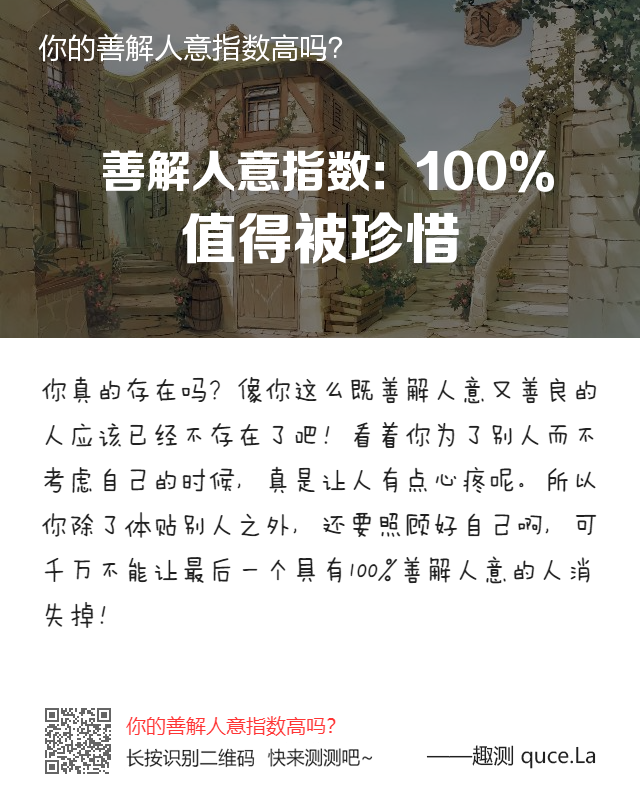 你的善解人意指数高吗？
N
善解人意指数：100%
值得被珍惜
你真的存在吗？像你这么既善解人意又善良的
人应该已经不存在了吧！看着你为了别人而不
考虑自己的时候，真是让人有点心疼呢。所以
你除了体贴别人之外，还要照顾好自己啊，可
千万不能让最后一个具有100%善解人意的人消
失掉！
你的善解人意指数高吗？
长按识别二维码 快来测测吧~
——趣测 quce.La